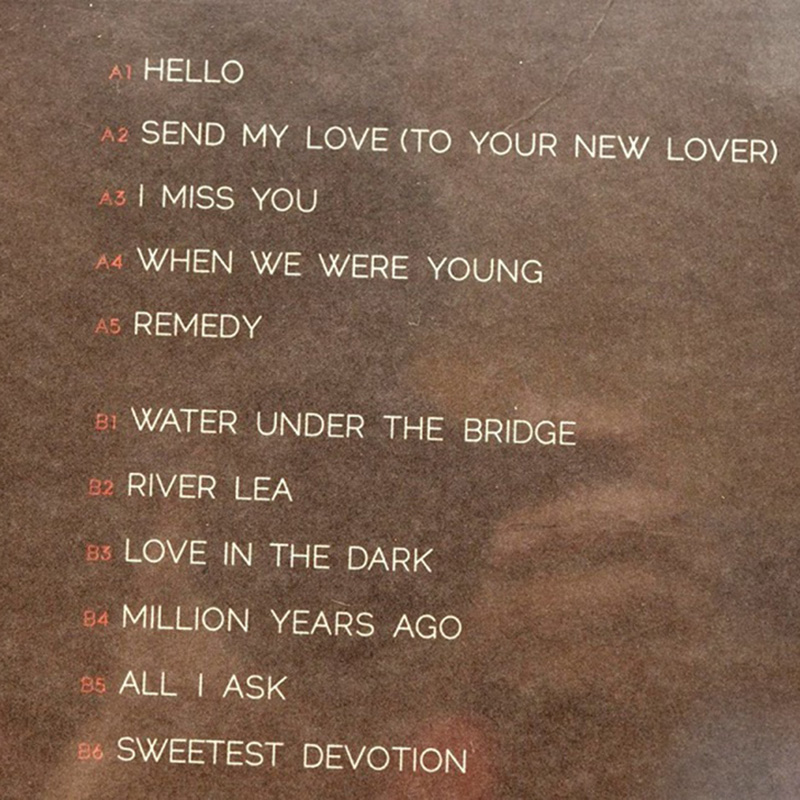 A1 HELLO
A2 SEND MY LOVE (TO YOUR NEW LOVER)
A3 I MISS YOU
A4 WHEN WE WERE YOUNG
A5 REMEDY
B1 WATER UNDER THE BRIDGE
B2 RIVER LEA
B3 LOVE IN THE DARK
B4 MILLION YEARS AGO
B5 ALL I ASK
B6 SWEETEST DEVOTION